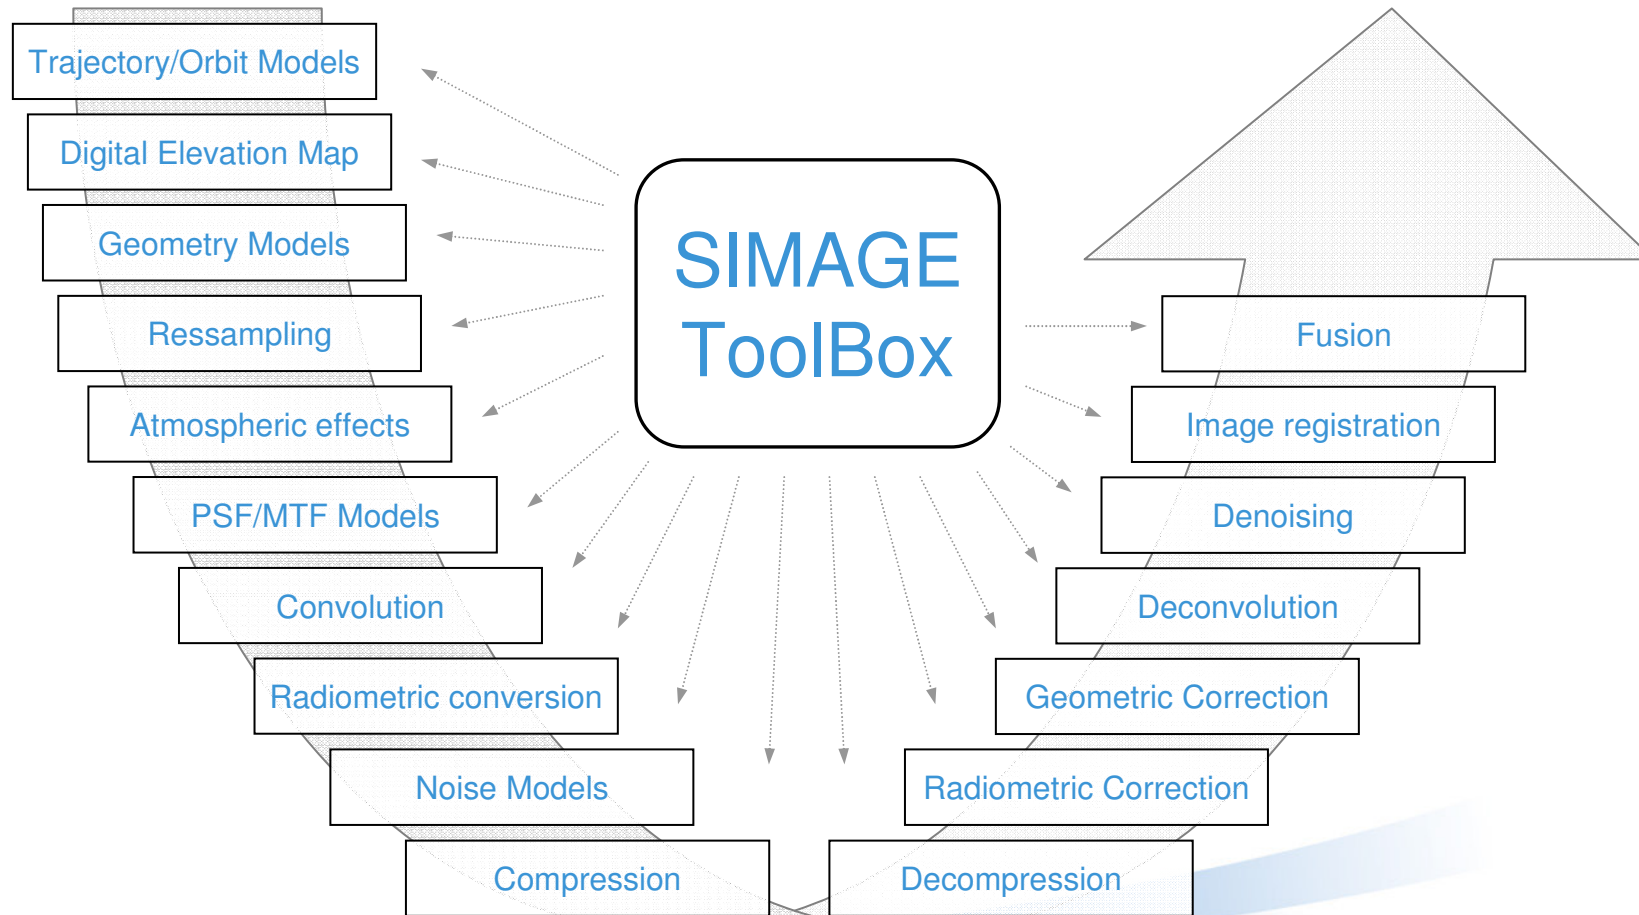 Trajectory/Orbit Models
Digital Elevation Map
Geometry Models
Ressampling
Atmospheric effects
PSF/MTF Models
Convolution
Radiometric conversion
Noise Models
Compression
SIMAGE
ToolBox
Fusion
Image registration
Denoising
Deconvolution
Geometric Correction
Radiometric Correction
Decompression